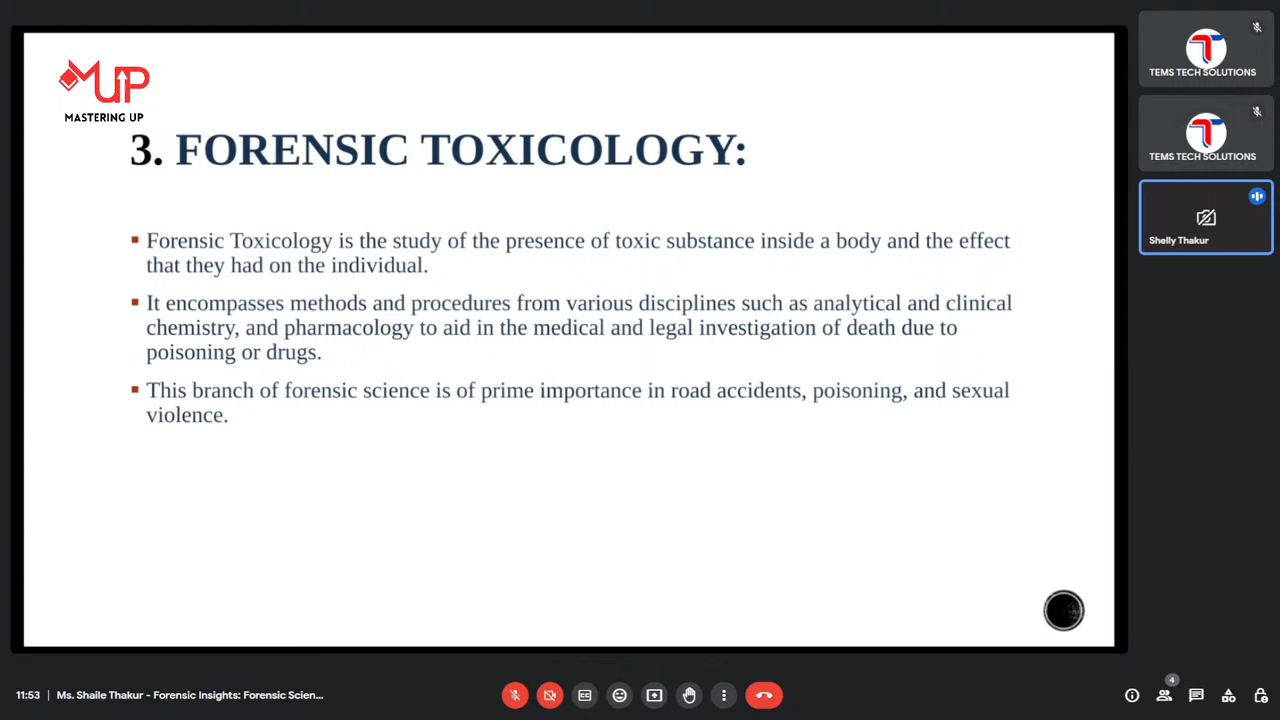 MUP
MASTERING UP
3. FORENSIC TOXICOLOGY:
Forensic Toxicology is the study of the presence of toxic substance inside a body and the effect
that they had on the individual.
It encompasses methods and procedures from various disciplines such as analytical and clinical
chemistry, and pharmacology to aid in the medical and legal investigation of death due to
poisoning or drugs.
This branch of forensic science is of prime importance in road accidents, poisoning, and sexual
violence.
TEMS TECH SOLUTIONS
TEMS TECH SOLUTIONS
Shelly Thakur
11:53 | Ms. Shaile Thakur - Forensic Insights: Forensic Scien...
4